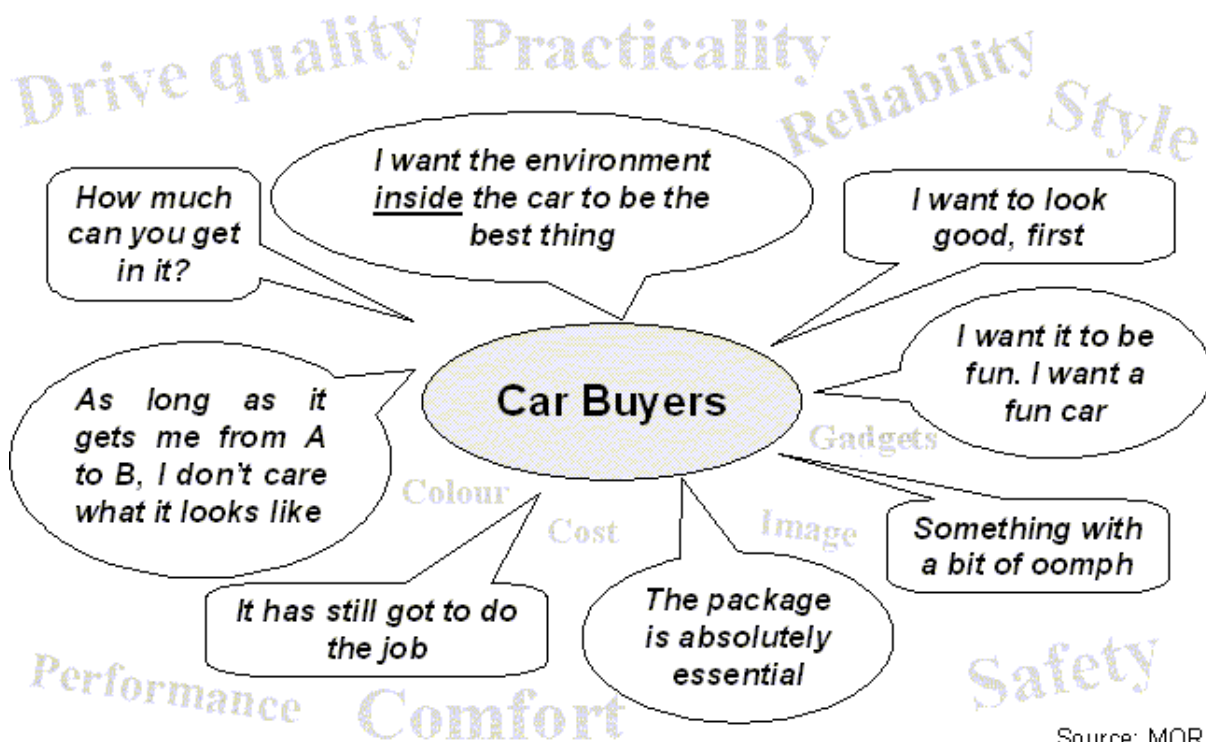 Drive quality
Practicality
Reliability
Style
How much
can you get
in it?
I want the environment
inside the car to be the
best thing
I want to look
good, first
I want it to be
fun. I want a
fun car
Car Buyers
As long as it
gets me from A
to B, I don't care
what it looks like
Gadgets
Colour
Cost
Image
Something with
a bit of oomph
It has still got to do
the job
The package
is absolutely
essential
Performance
Comfort
Safety
Source: MOR